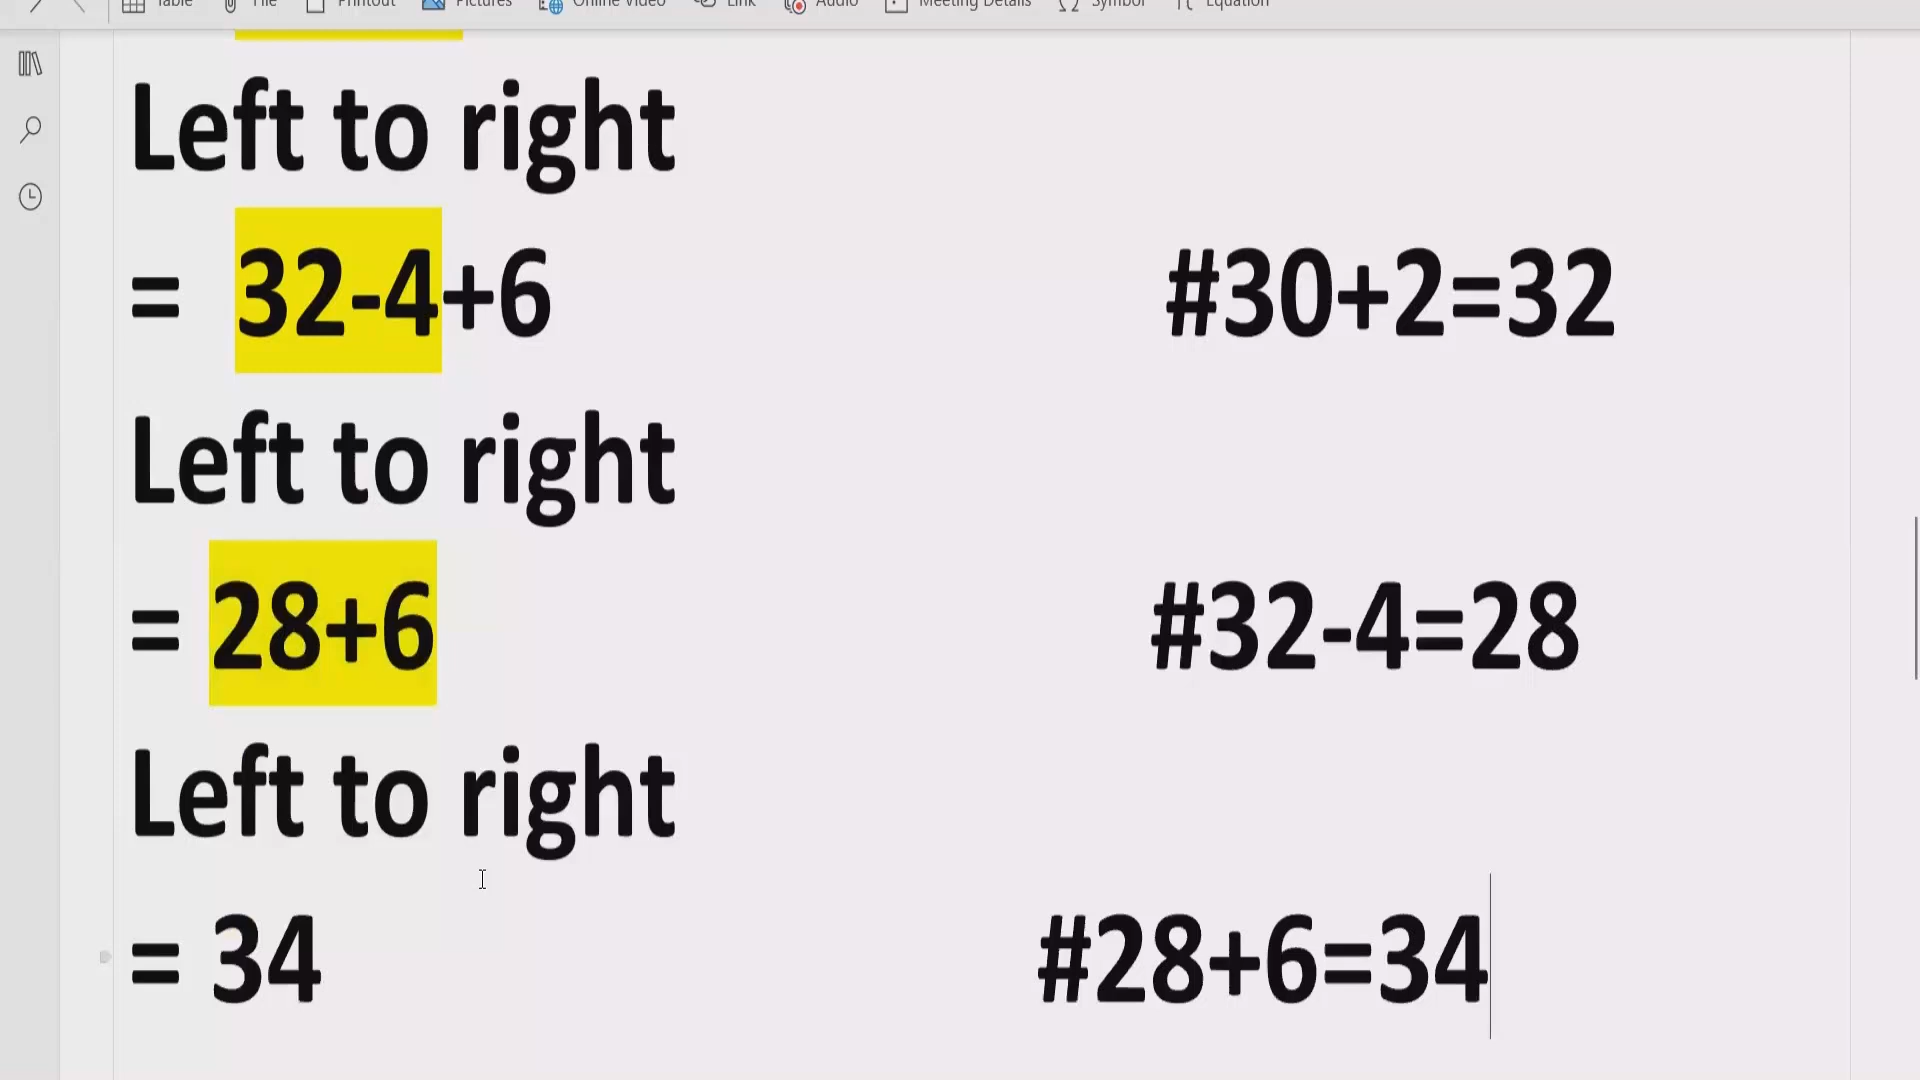 Table File Printout Pictures Online Video Link Audio Meeting Details Symbol Equation
Left to right
= 32-4+6 #30+2=32
Left to right
= 28+6 #32-4=28
Left to right
= 34 #28+6=34